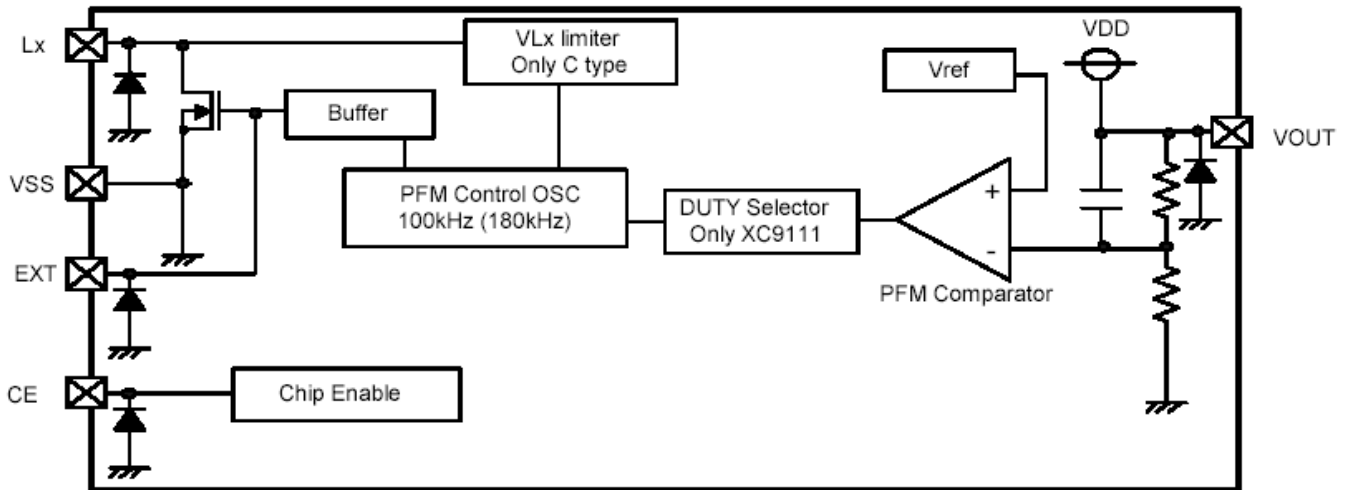 Lx
VLx limiter
Only C type
VDD
Vref
Buffer
VOUT
VSS
PFM Control OSC
100kHz (180kHz)
DUTY Selector
Only XC9111
+
-
EXT
PFM Comparator
CE
Chip Enable